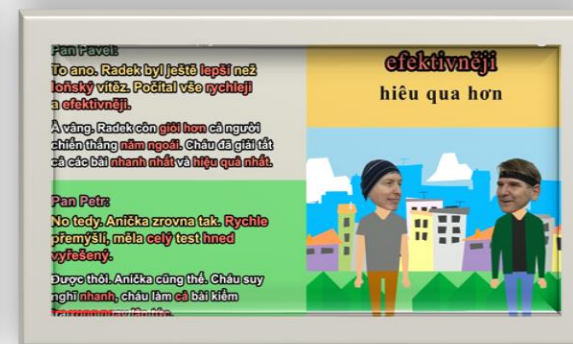 Pan Pavel:
To ano. Radek byl ještě lepší než
loňský vítěz. Počítal vše rychleji
a efektivněji.
À vâng. Radek còn giỏi hơn cả người
chiến thắng năm ngoái. Cháu đã giải tất
cả các bài nhanh nhất và hiệu quả nhất.
Pan Petr:
No tedy. Anička zrovna tak. Rychle
přemýšlí, měla celý test hned
vyřešený.
Được thôi. Anička cũng thế. Cháu suy
nghĩ nhanh, cháu làm cả bài kiểm
efektivněji
hiêu qua hơn